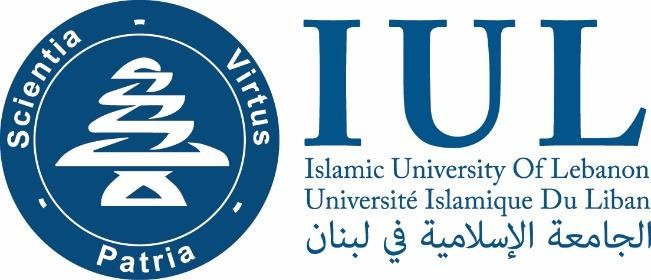 Scientia - Virtus - Patria -
IUL
Islamic University Of Lebanon
Université Islamique Du Liban
الجامعة الإسلامية في لبنان